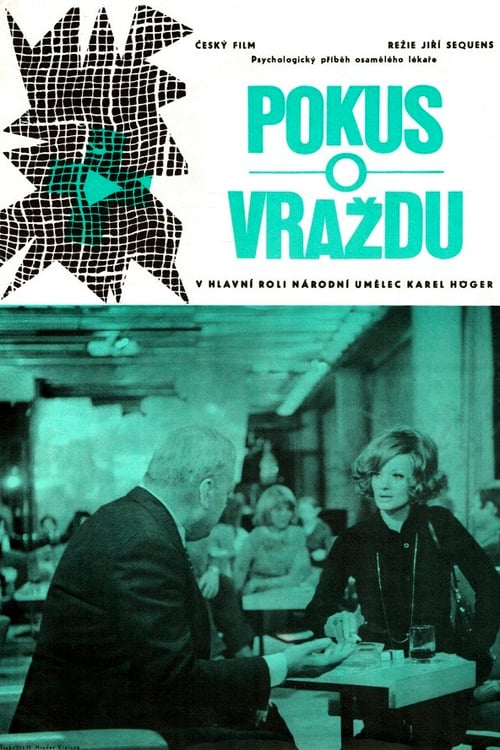 ČESKÝ FILM
REŽIE JIŘÍ SEQUENS
Psychologický příběh osamělého lékaře
POKUS
O
VRAŽDU
V HLAVNÍ ROLI NÁRODNÍ UMĚLEC KAREL HÖGER